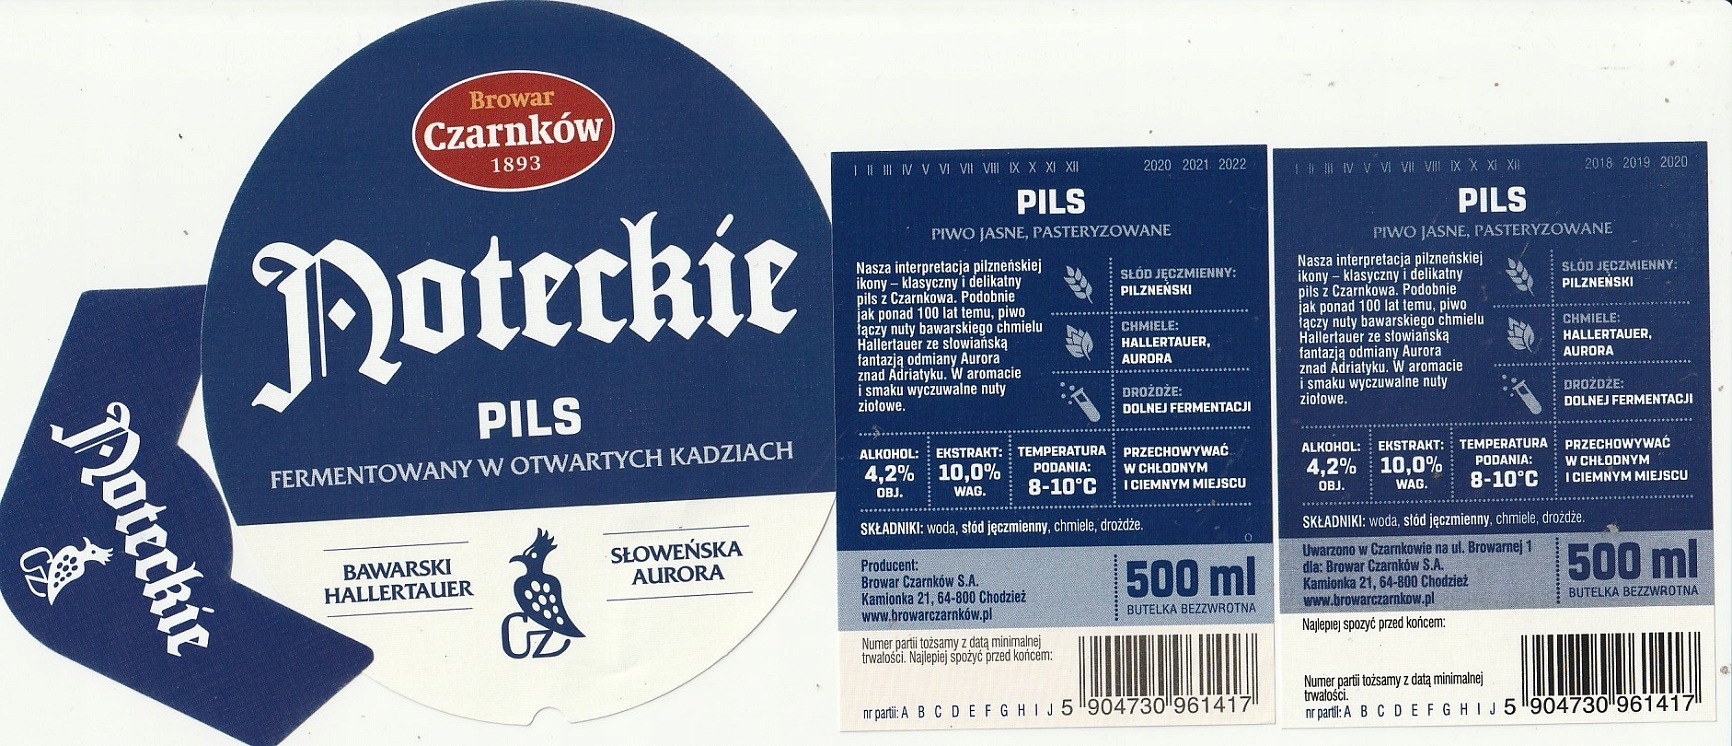 Browar
Czarnków
1893
Noteckie
PILS
FERMENTOWANY W OTWARTYCH KADZIACH
BAWARSKI
HALLERTAUER
SŁOWEŃSKA
AURORA
CZ
Noteckie
CZ
I II III IV V VI VII VIII IX X XI XII 2020 2021 2022
PILS
PIWO JASNE, PASTERYZOWANE
Nasza interpretacja pilzneńskiej
ikony – klasyczny i delikatny
pils z Czarnkowa. Podobnie
jak ponad 100 lat temu, piwo
łączy nuty bawarskiego chmielu
Hallertauer ze słowiańską
fantazją odmiany Aurora
znad Adriatyku. W aromacie
i smaku wyczuwalne nuty
ziołowe.
SŁÓD JĘCZMIENNY:
PILZNEŃSKI
CHMIELE:
HALLERTAUER,
AURORA
DROŻDŻE:
DOLNEJ FERMENTACJI
ALKOHOL:
4,2%
OBJ.
EKSTRAKT:
10,0%
WAG.
TEMPERATURA
PODANIA:
8-10°C
PRZECHOWYWAĆ
W CHŁODNYM
I CIEMNYM MIEJSCU
SKŁADNIKI: woda, słód jęczmienny, chmiele, drożdże.
Producent:
Browar Czarnków S.A.
Kamionka 21, 64-800 Chodzież
www.browarczarnkow.pl
500 ml
BUTELKA BEZZWROTNA
Numer partii tożsamy z datą minimalnej
trwałości. Najlepiej spożyć przed końcem:
nr partii: A B C D E F G H I J
5 904730 961417
I II III IV V VI VII VIII IX X XI XII 2018 2019 2020
PILS
PIWO JASNE, PASTERYZOWANE
Nasza interpretacja pilzneńskiej
ikony – klasyczny i delikatny
pils z Czarnkowa. Podobnie
jak ponad 100 lat temu, piwo
łączy nuty bawarskiego chmielu
Hallertauer ze słowiańską
fantazją odmiany Aurora
znad Adriatyku. W aromacie
i smaku wyczuwalne nuty
ziołowe.
SŁÓD JĘCZMIENNY:
PILZNEŃSKI
CHMIELE:
HALLERTAUER,
AURORA
DROŻDŻE:
DOLNEJ FERMENTACJI
ALKOHOL:
4,2%
OBJ.
EKSTRAKT:
10,0%
WAG.
TEMPERATURA
PODANIA:
8-10°C
PRZECHOWYWAĆ
W CHŁODNYM
I CIEMNYM MIEJSCU
SKŁADNIKI: woda, słód jęczmienny, chmiele, drożdże.
Uwarzono w Czarnkowie na ul. Browarnej 1
dla: Browar Czarnków S.A.
Kamionka 21, 64-800 Chodzież
www.browarczarnkow.pl
500 ml
BUTELKA BEZZWROTNA
Najlepiej spożyć przed końcem:
Numer partii tożsamy z datą minimalnej
trwałości.
nr partii: A B C D E F G H I J
5 904730 961417